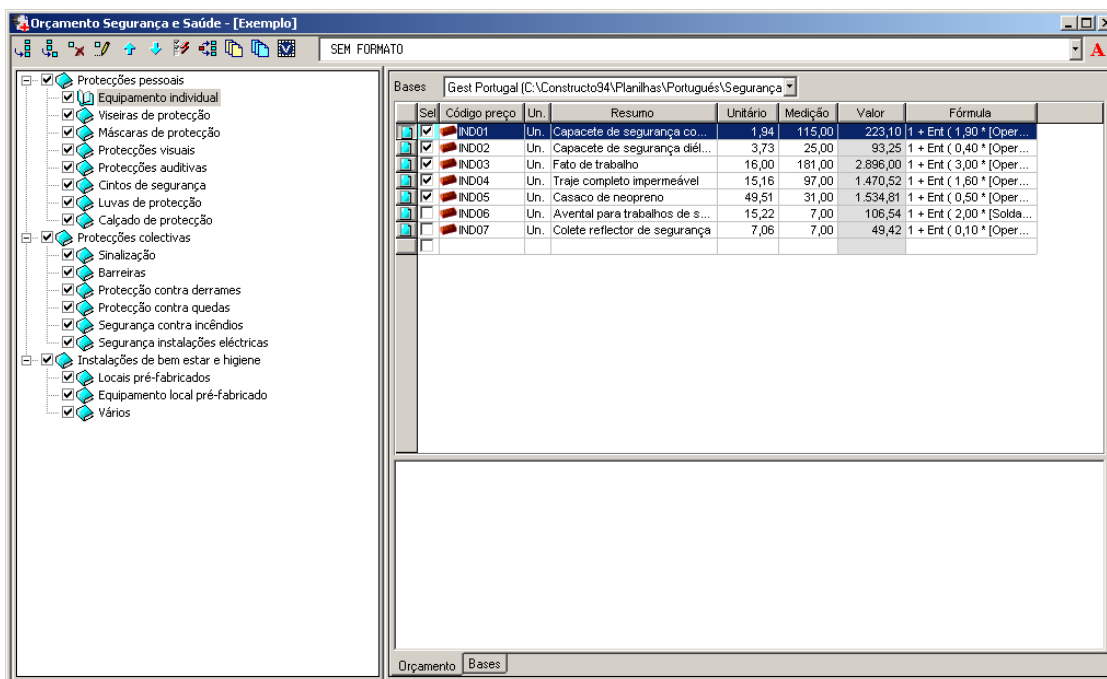 Orçamento Segurança e Saúde - [Exemplo]
SEM FORMATO
A
Protecções pessoais
Equipamento individual
Viseiras de protecção
Máscaras de protecção
Protecções visuais
Protecções auditivas
Cintos de segurança
Luvas de protecção
Calçado de protecção
Protecções colectivas
Sinalização
Barreiras
Protecção contra derrames
Protecção contra quedas
Segurança contra incêndios
Segurança instalações eléctricas
Instalações de bem estar e higiene
Locais pré-fabricados
Equipamento local pré-fabricado
Vários
Bases Gest Portugal (C:\Constructo94\Planilhas\Portugués\Segurança
Sel Código preço Un. Resumo Unitário Medição Valor Fórmula
IND01 Un. Capacete de segurança co... 1,94 115,00 223,10 1 + Ent ( 1,90 * [Oper...
IND02 Un. Capacete de segurança diél... 3,73 25,00 93,25 1 + Ent ( 0,40 * [Oper...
IND03 Un. Fato de trabalho 16,00 181,00 2.896,00 1 + Ent ( 3,00 * [Oper...
IND04 Un. Traje completo impermeável 15,16 97,00 1.470,52 1 + Ent ( 1,60 * [Oper...
IND05 Un. Casaco de neopreno 49,51 31,00 1.534,81 1 + Ent ( 0,50 * [Oper...
IND06 Un. Avental para trabalhos de s... 15,22 7,00 106,54 1 + Ent ( 2,00 * [Solda...
IND07 Un. Colete reflector de segurança 7,06 7,00 49,42 1 + Ent ( 0,10 * [Oper...
Orçamento Bases